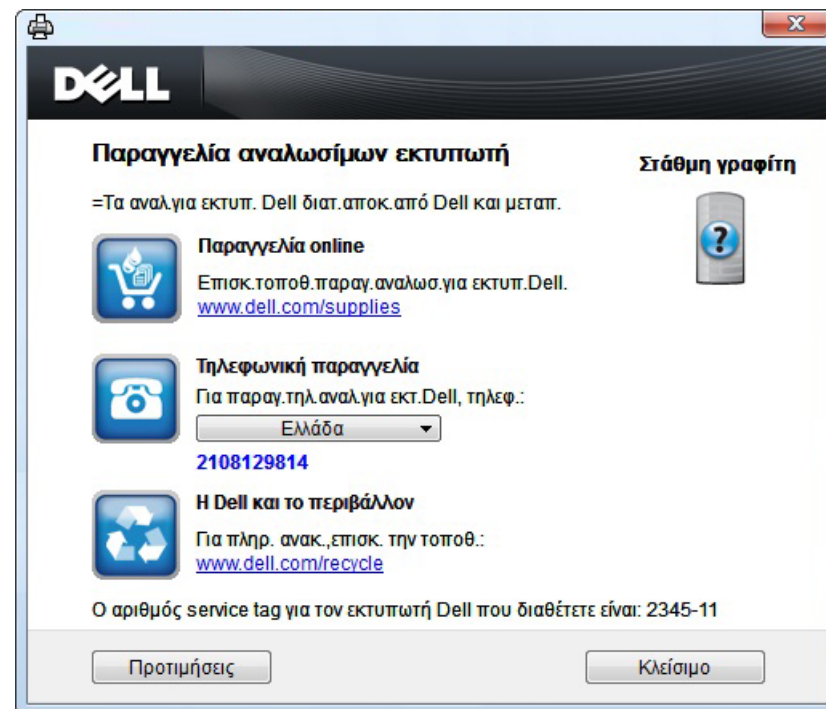 DELL
Παραγγελία αναλωσίμων εκτυπωτή
Στάθμη γραφίτη
=Τα αναλ.για εκτυπ. Dell διατ.αποκ.από Dell και μεταπ.
?
Παραγγελία online
Επισκ.τοποθ.παραγ.αναλωσ.για εκτυπ.Dell.
www.dell.com/supplies
Τηλεφωνική παραγγελία
Για παραγ.τηλ.αναλ.για εκτ.Dell, τηλεφ.:
Ελλάδα
2108129814
Η Dell και το περιβάλλον
Για πληρ. ανακ.,επισκ. την τοποθ.:
www.dell.com/recycle
Ο αριθμός service tag για τον εκτυπωτή Dell που διαθέτετε είναι: 2345-11
Προτιμήσεις
Κλείσιμο